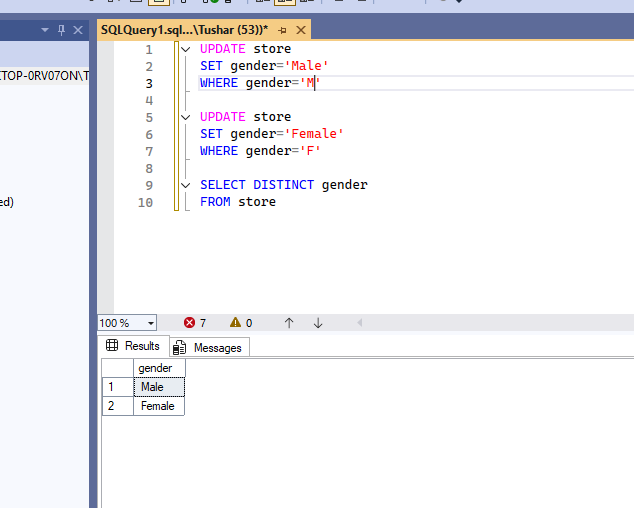 SQLQuery1.sql...\Tushar (53))*
KTOP-0RV07ON\T
ed)
1 UPDATE store
2 SET gender='Male'
3 WHERE gender='M'
4
5 UPDATE store
6 SET gender='Female'
7 WHERE gender='F'
8
9 SELECT DISTINCT gender
10 FROM store
100 % 7 0
Results Messages
gender
1 Male
2 Female